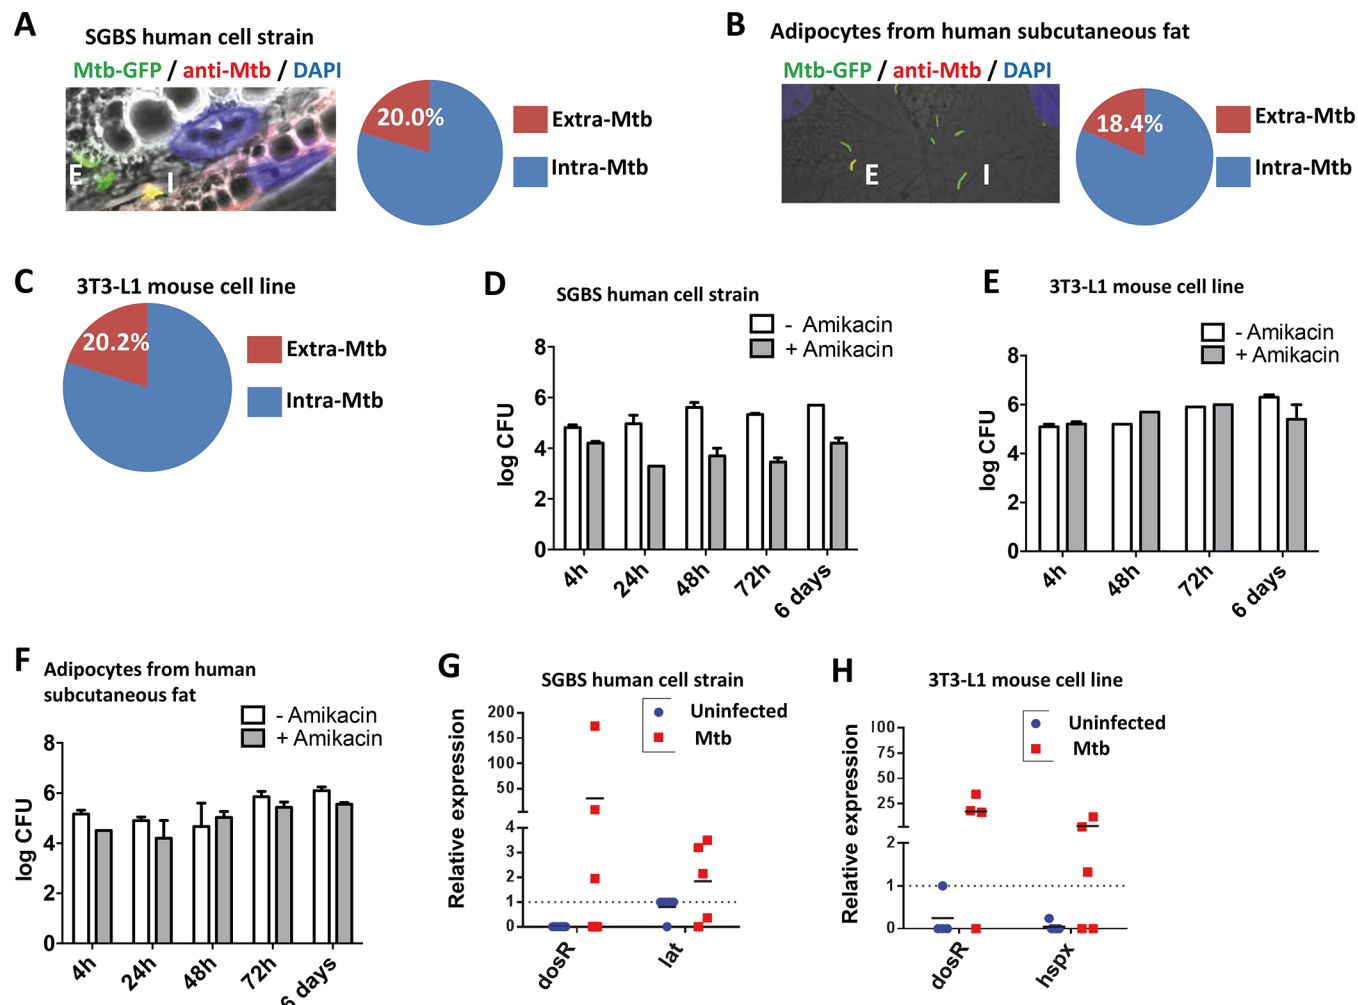 A
SGBS human cell strain
Mtb-GFP / anti-Mtb / DAPI
E
I
20.0%
Extra-Mtb
Intra-Mtb
B
Adipocytes from human subcutaneous fat
Mtb-GFP / anti-Mtb / DAPI
E
I
18.4%
Extra-Mtb
Intra-Mtb
C
3T3-L1 mouse cell line
20.2%
Extra-Mtb
Intra-Mtb
D
SGBS human cell strain
- Amikacin
+ Amikacin
log CFU
8
6
4
2
0
4h
24h
48h
72h
6 days
E
3T3-L1 mouse cell line
- Amikacin
+ Amikacin
log CFU
8
6
4
2
0
4h
48h
72h
6 days
F
Adipocytes from human
subcutaneous fat
- Amikacin
+ Amikacin
log CFU
8
6
4
2
0
4h
24h
48h
72h
6 days
G
SGBS human cell strain
Uninfected
Mtb
Relative expression
200
150
100
50
4
3
2
1
0
dosR
lat
H
3T3-L1 mouse cell line
Uninfected
Mtb
Relative expression
100
75
50
25
2
1
0
dosR
hspx